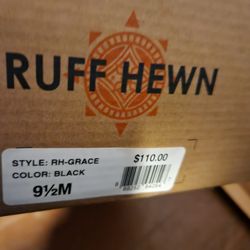 RUFF HEWN
STYLE: RH-GRACE
$110.00
COLOR: BLACK
9½M